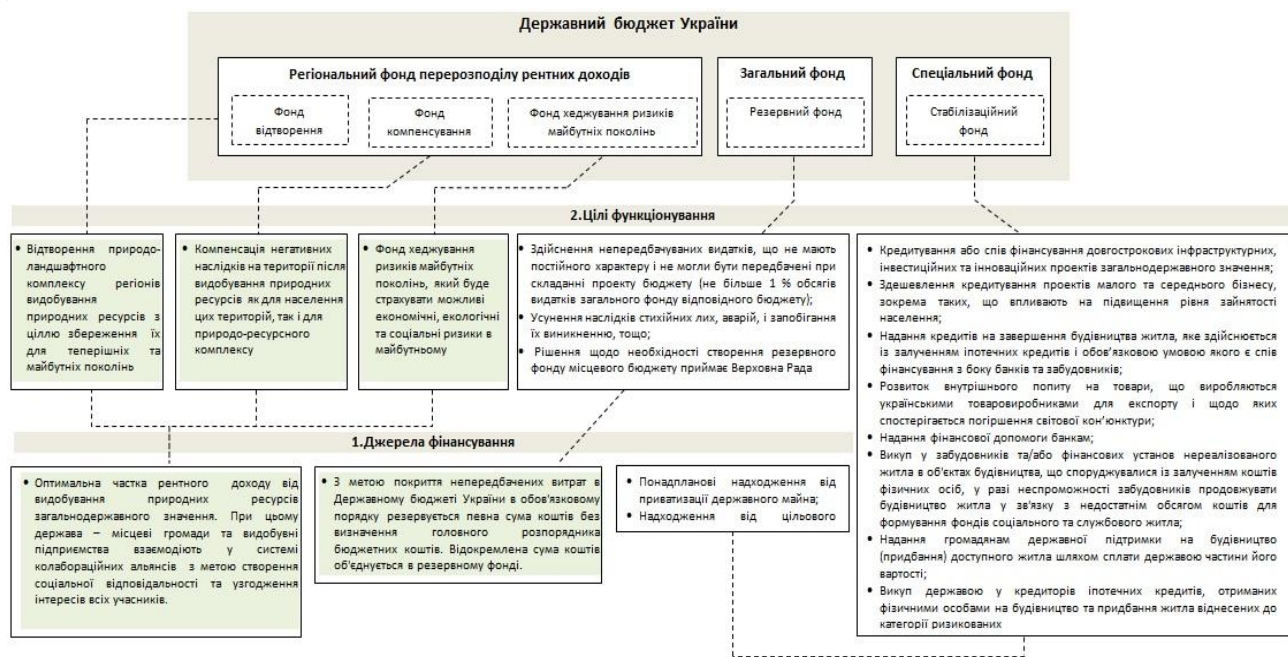 Державний бюджет України
Регіональний фонд перерозподілу рентних доходів
Фонд
відтворення
Фонд
компенсування
Фонд хеджування ризиків
майбутніх поколінь
Загальний фонд
Резервний фонд
Спеціальний фонд
Стабілізаційний
фонд
2.Цілі функціонування
• Відтворення природо-
ландшафтного
комплексу регіонів
видобування
природних ресурсів з
ціллю збереження їх
для теперішніх та
майбутніх поколінь
• Компенсація негативних
наслідків на території після
видобування природних
ресурсів як для населення
цих територій, так і для
природо-ресурсного
комплексу
• Фонд хеджування
ризиків майбутніх
поколінь, який буде
страхувати можливі
економічні, екологічні
та соціальні ризики в
майбутньому
• Здійснення непередбачуваних видатків, що не мають
постійного характеру і не могли бути передбачені при
складанні проекту бюджету (не більше 1 % обсягів
видатків загального фонду відповідного бюджету);
• Усунення наслідків стихійних лих, аварій, і запобігання
їх виникненню, тощо;
• Рішення щодо необхідності створення резервного
фонду місцевого бюджету приймає Верховна Рада
• Кредитування або спів фінансування довгострокових інфраструктурних,
інвестиційних та інноваційних проектів загальнодержавного значення;
• Здешевлення кредитування проектів малого та середнього бізнесу,
зокрема таких, що впливають на підвищення рівня зайнятості
населення;
• Надання кредитів на завершення будівництва житла, яке здійснюється
із залученням іпотечних кредитів і обов’язковою умовою якого є спів
фінансування з боку банків та забудовників;
• Розвиток внутрішнього попиту на товари, що виробляються
українськими товаровиробниками для експорту і щодо яких
спостерігається погіршення світової кон’юнктури;
• Надання фінансової допомоги банкам;
• Викуп у забудовників та/або фінансових установ нереалізованого
житла в об'єктах будівництва, що споруджувалися із залученням коштів
фізичних осіб, у разі неспроможності забудовників продовжувати
будівництво житла у зв'язку з недостатнім обсягом коштів для
формування фондів соціального та службового житла;
• Надання громадянам державної підтримки на будівництво
(придбання) доступного житла шляхом сплати державою частини його
вартості;
• Викуп державою у кредиторів іпотечних кредитів, отриманих
фізичними особами на будівництво та придбання житла віднесених до
категорії ризикованих
1.Джерела фінансування
• Оптимальна частка рентного доходу від
видобування природних ресурсів
загальнодержавного значення. При цьому
держава – місцеві громади та видобувні
підприємства взаємодіють у системі
колабораційних альянсів з метою створення
соціальної відповідальності та узгодження
інтересів всіх учасників.
• З метою покриття непередбачених витрат в
Державному бюджеті України в обов'язковому
порядку резервується певна сума коштів без
визначення головного розпорядника
бюджетних коштів. Відокремлена сума коштів
об'єднується в резервному фонді.
• Понадпланові надходження від
приватизації державного майна;
• Надходження від цільового